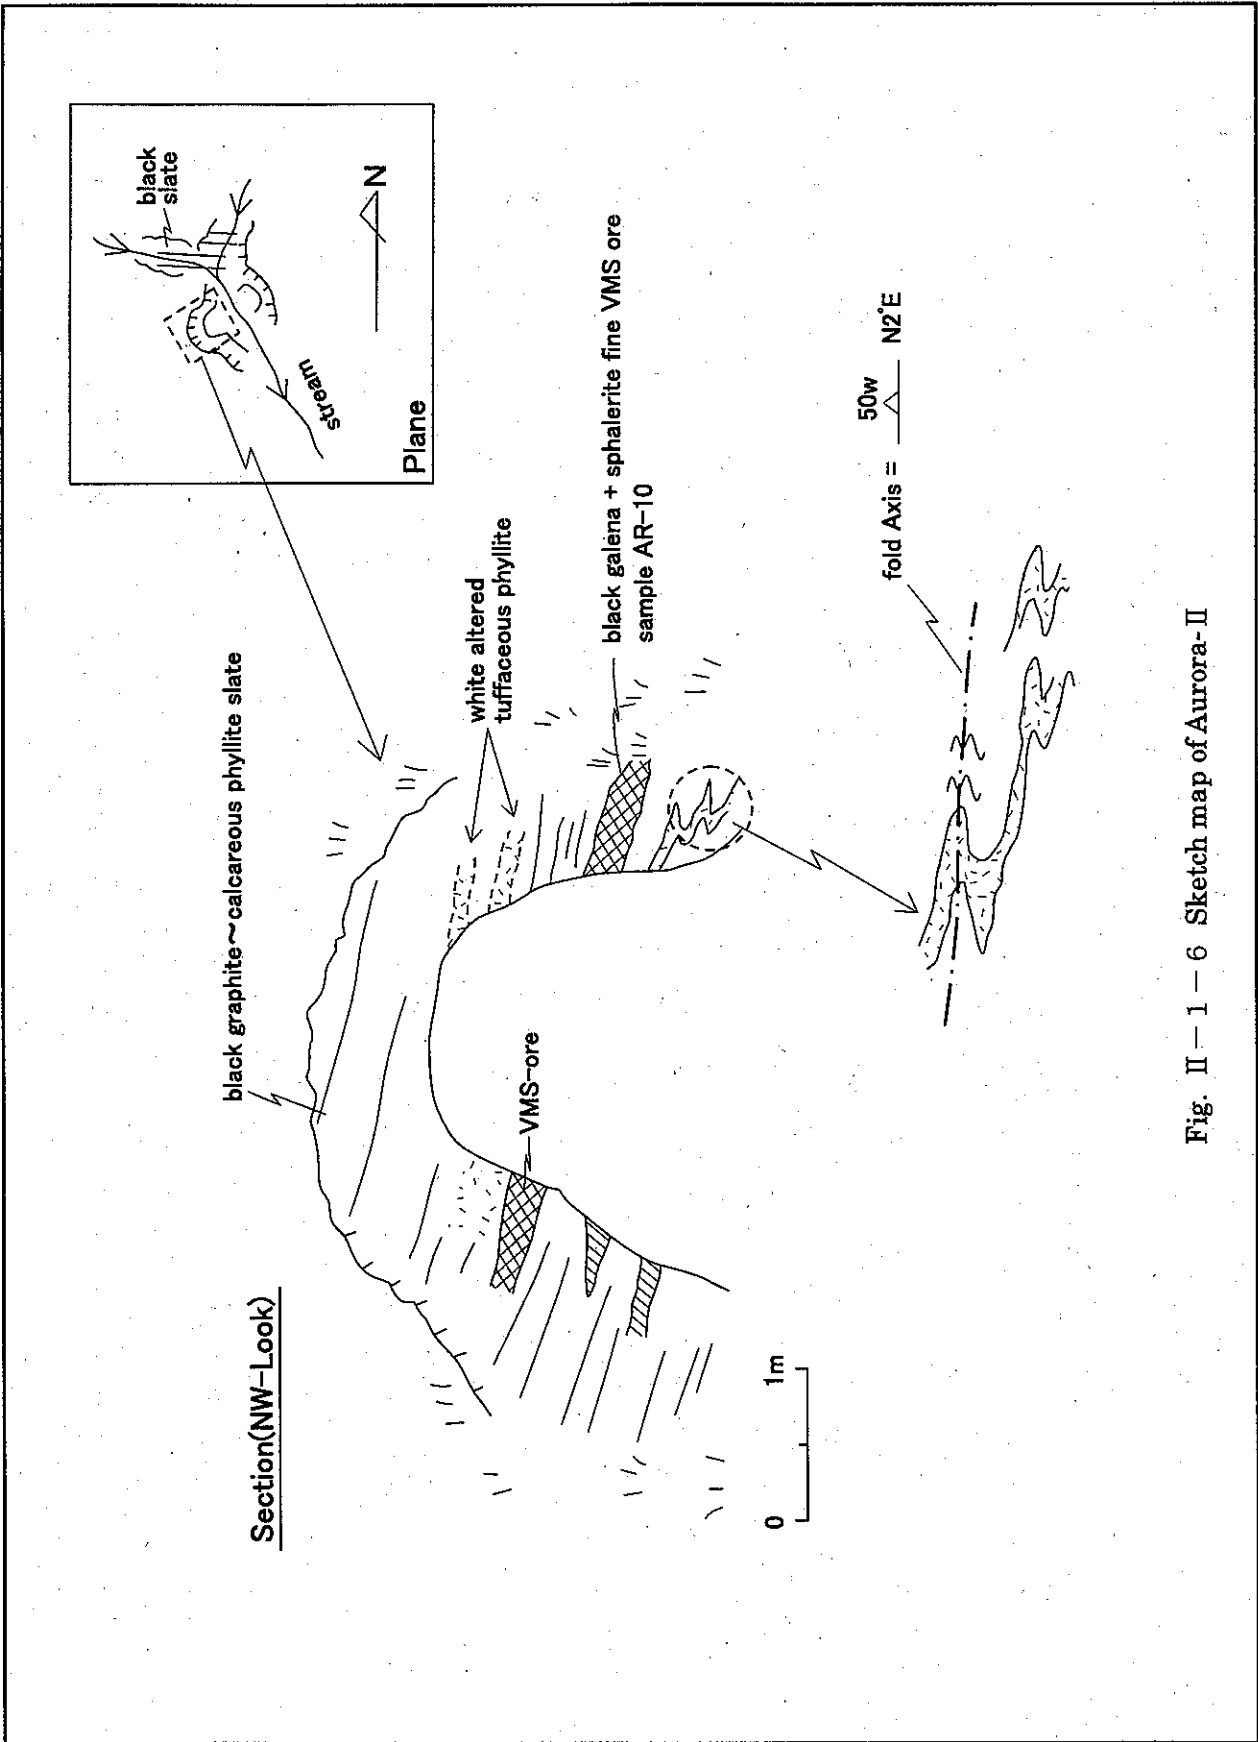 Section(NW-Look)
black graphite~calcareous phyllite slate
black
slate
N
stream
Plane
white altered
tuffaceous phyllite
VMS-ore
black galena + sphalerite fine VMS ore
sample AR-10
0
1m
fold Axis =
50w
N2°E
Fig. Ⅱ-1-6 Sketch map of Aurora-Ⅱ